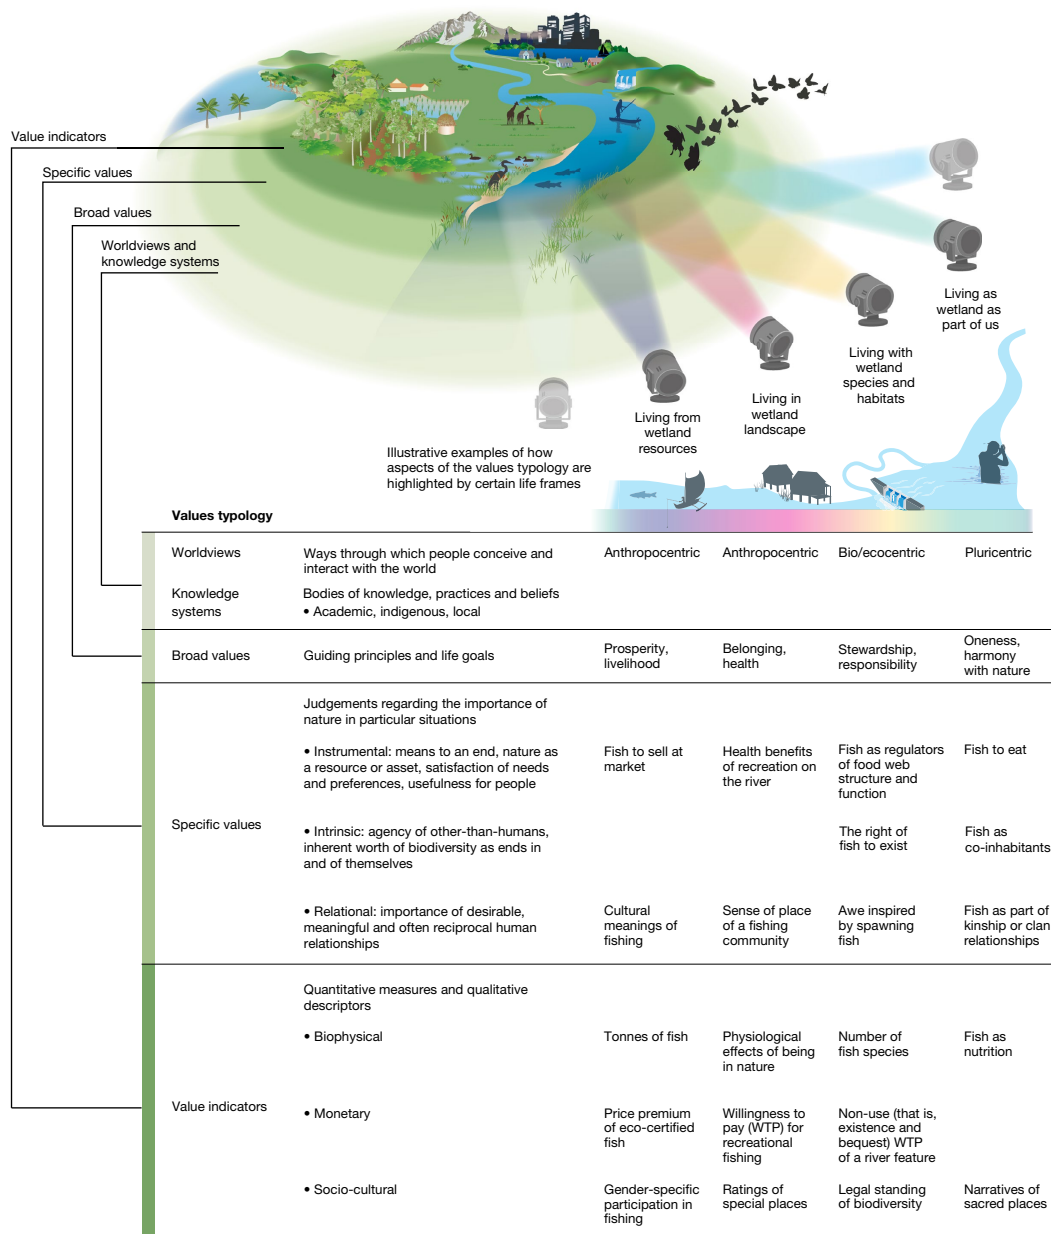 Value indicators
Specific values
Broad values
Worldviews and
knowledge systems
Living as
wetland as
part of us
Living with
wetland
species and
habitats
Living in
wetland
landscape
Living from
wetland
resources
Illustrative examples of how
aspects of the values typology are
highlighted by certain life frames
Values typology
Worldviews
Ways through which people conceive and
interact with the world
Anthropocentric
Anthropocentric
Bio/ecocentric
Pluricentric
Knowledge
systems
Bodies of knowledge, practices and beliefs
• Academic, indigenous, local
Broad values
Guiding principles and life goals
Prosperity,
livelihood
Belonging,
health
Stewardship,
responsibility
Oneness,
harmony
with nature
Specific values
Judgements regarding the importance of
nature in particular situations
• Instrumental: means to an end, nature as
a resource or asset, satisfaction of needs
and preferences, usefulness for people
Fish to sell at
market
Health benefits
of recreation on
the river
Fish as regulators
of food web
structure and
function
Fish to eat
• Intrinsic: agency of other-than-humans,
inherent worth of biodiversity as ends in
and of themselves
The right of
fish to exist
Fish as
co-inhabitants
• Relational: importance of desirable,
meaningful and often reciprocal human
relationships
Cultural
meanings of
fishing
Sense of place
of a fishing
community
Awe inspired
by spawning
fish
Fish as part of
kinship or clan
relationships
Value indicators
Quantitative measures and qualitative
descriptors
• Biophysical
Tonnes of fish
Physiological
effects of being
in nature
Number of
fish species
Fish as
nutrition
• Monetary
Price premium
of eco-certified
fish
Willingness to
pay (WTP) for
recreational
fishing
Non-use (that is,
existence and
bequest) WTP
of a river feature
• Socio-cultural
Gender-specific
participation in
fishing
Ratings of
special places
Legal standing
of biodiversity
Narratives of
sacred places